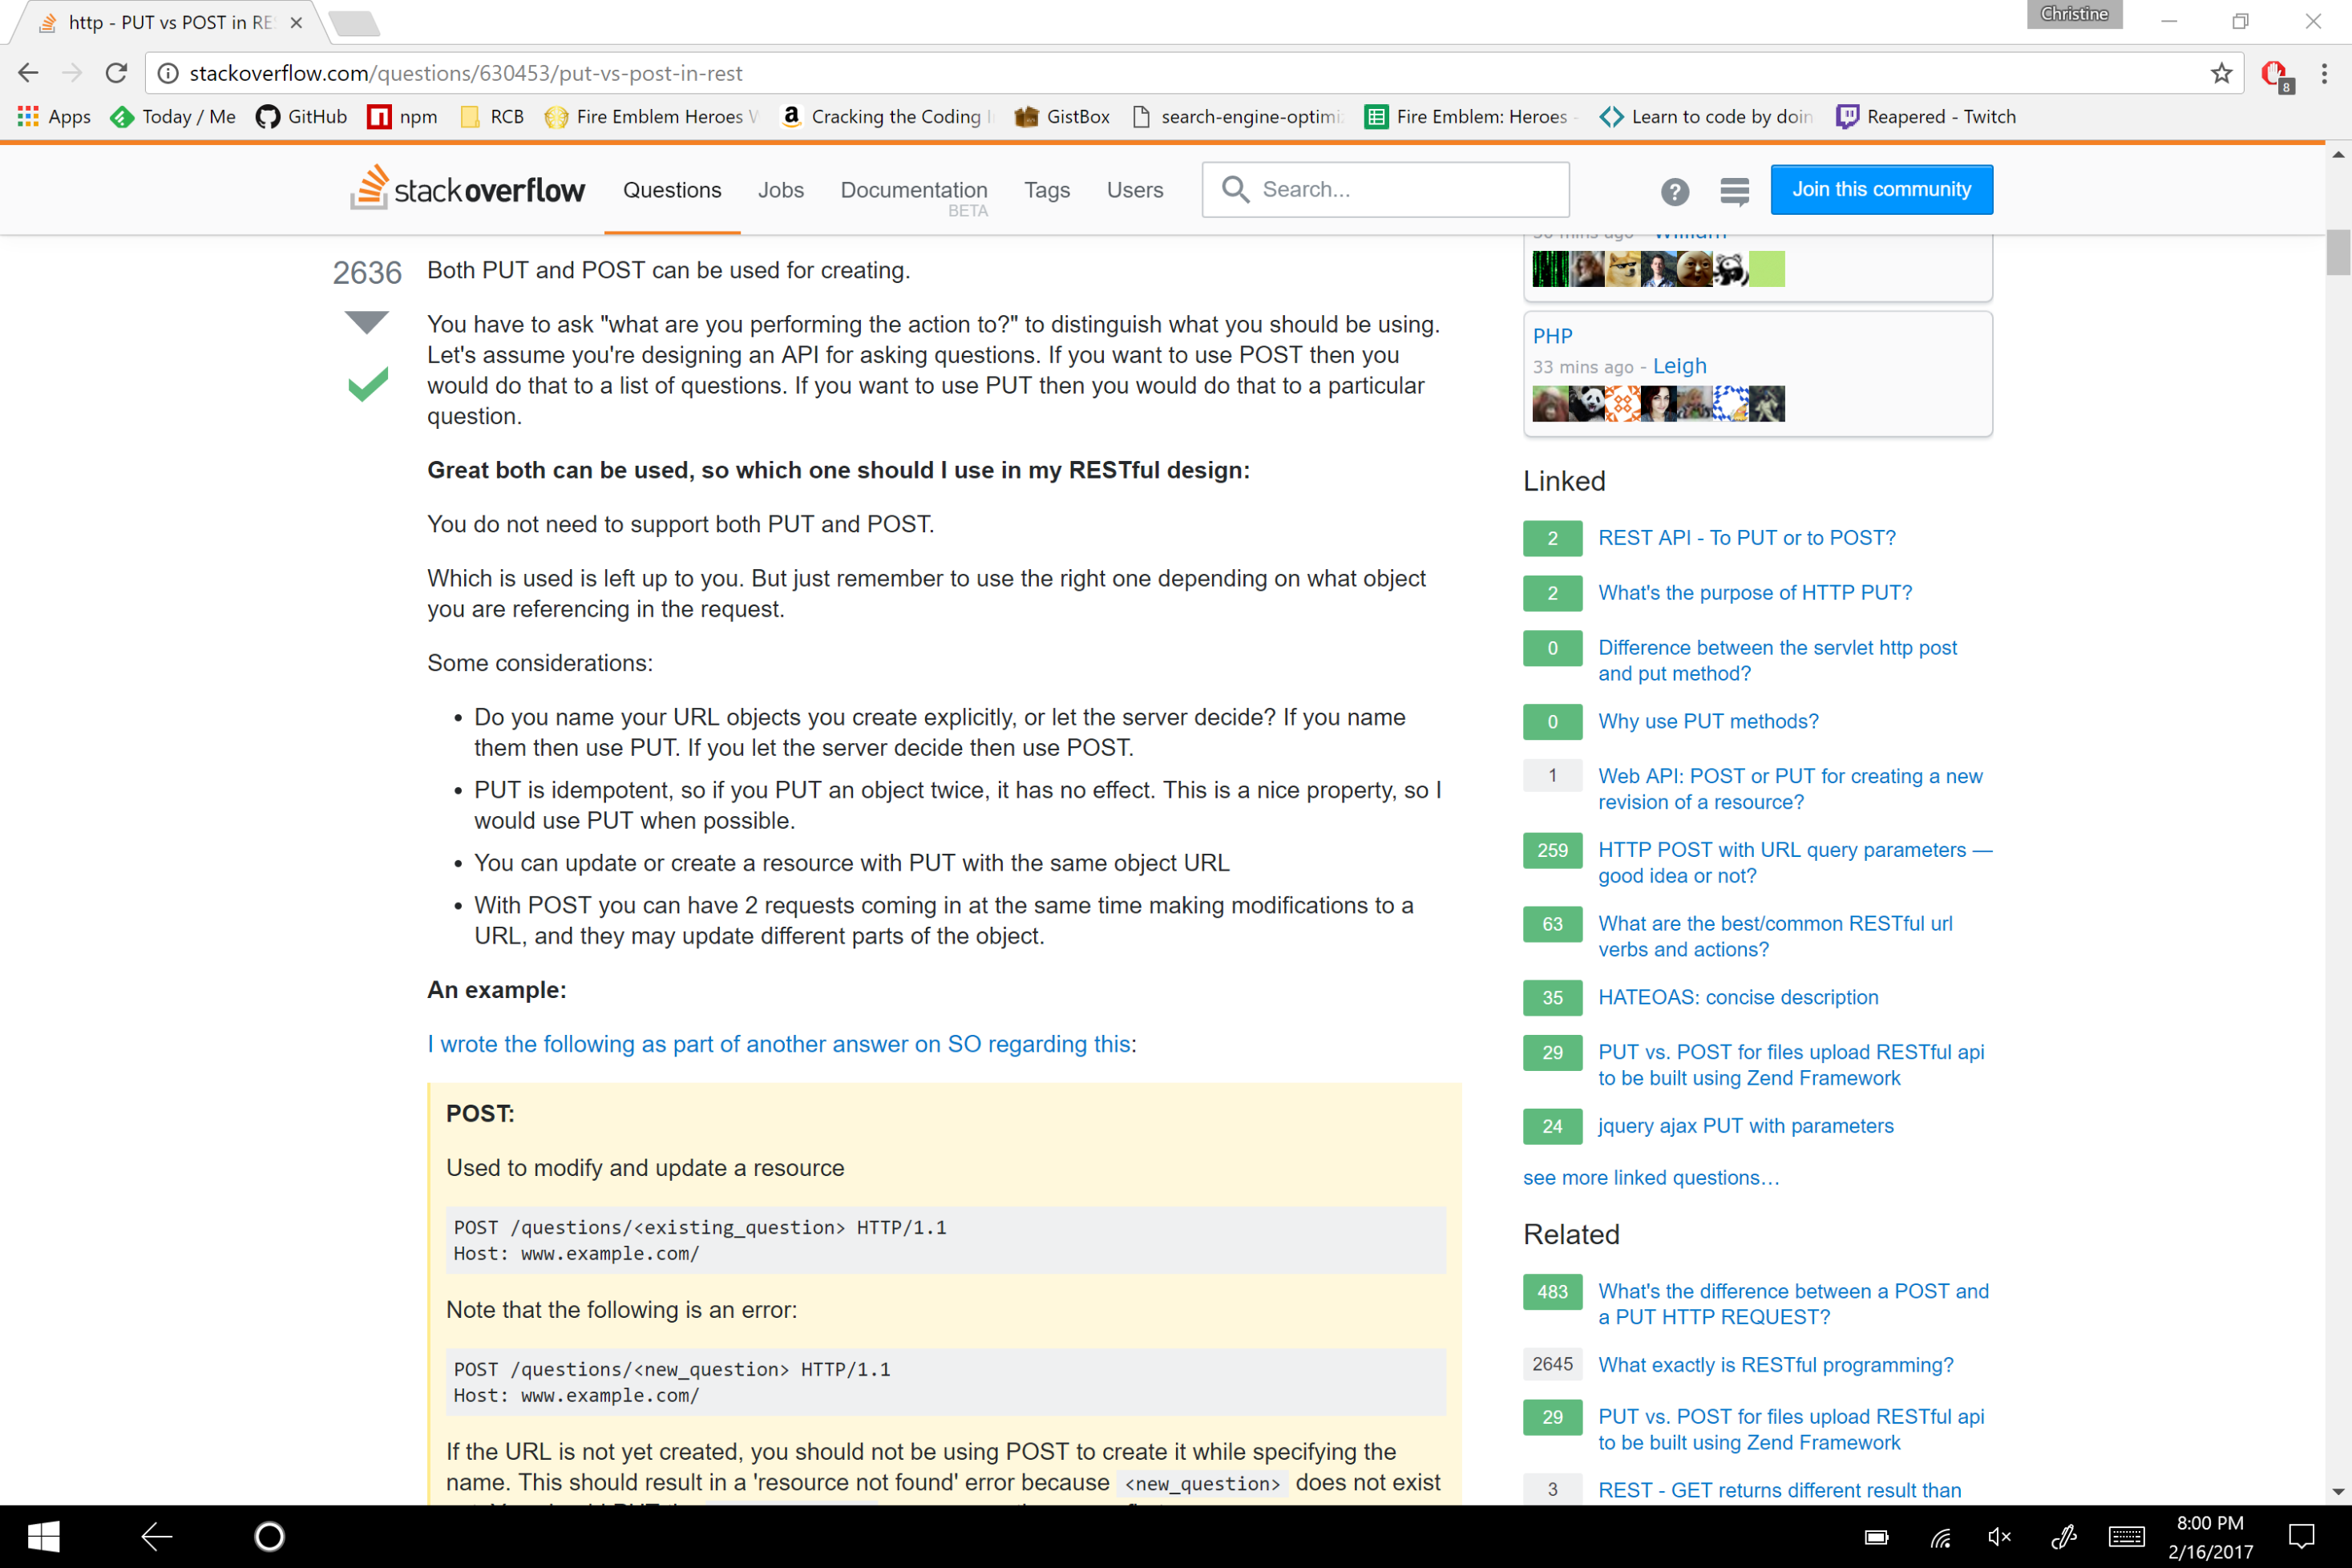 http - PUT vs POST in RE
Christine
stackoverflow.com/questions/630453/put-vs-post-in-rest
8
Apps Today / Me GitHub npm RCB Fire Emblem Heroes Cracking the Coding GistBox search-engine-optimi Fire Emblem: Heroes - Learn to code by doin Reapered - Twitch
stackoverflow Questions Jobs Documentation Tags Users Search... ? Join this community
BETA
2636
Both PUT and POST can be used for creating.
You have to ask "what are you performing the action to?" to distinguish what you should be using.
Let's assume you're designing an API for asking questions. If you want to use POST then you
would do that to a list of questions. If you want to use PUT then you would do that to a particular
question.
Great both can be used, so which one should I use in my RESTful design:
You do not need to support both PUT and POST.
Which is used is left up to you. But just remember to use the right one depending on what object
you are referencing in the request.
Some considerations:
• Do you name your URL objects you create explicitly, or let the server decide? If you name
them then use PUT. If you let the server decide then use POST.
• PUT is idempotent, so if you PUT an object twice, it has no effect. This is a nice property, so I
would use PUT when possible.
• You can update or create a resource with PUT with the same object URL
• With POST you can have 2 requests coming in at the same time making modifications to a
URL, and they may update different parts of the object.
An example:
I wrote the following as part of another answer on SO regarding this:
POST:
Used to modify and update a resource
POST /questions/<existing_question> HTTP/1.1
Host: www.example.com/
Note that the following is an error:
POST /questions/<new_question> HTTP/1.1
Host: www.example.com/
If the URL is not yet created, you should not be using POST to create it while specifying the
name. This should result in a 'resource not found' error because <new_question> does not exist
PHP
33 mins ago - Leigh
Linked
2 REST API - To PUT or to POST?
2 What's the purpose of HTTP PUT?
0 Difference between the servlet http post
and put method?
0 Why use PUT methods?
1 Web API: POST or PUT for creating a new
revision of a resource?
259 HTTP POST with URL query parameters —
good idea or not?
63 What are the best/common RESTful url
verbs and actions?
35 HATEOAS: concise description
29 PUT vs. POST for files upload RESTful api
to be built using Zend Framework
24 jquery ajax PUT with parameters
see more linked questions…
Related
483 What's the difference between a POST and
a PUT HTTP REQUEST?
2645 What exactly is RESTful programming?
29 PUT vs. POST for files upload RESTful api
to be built using Zend Framework
3 REST - GET returns different result than
8:00 PM
2/16/2017